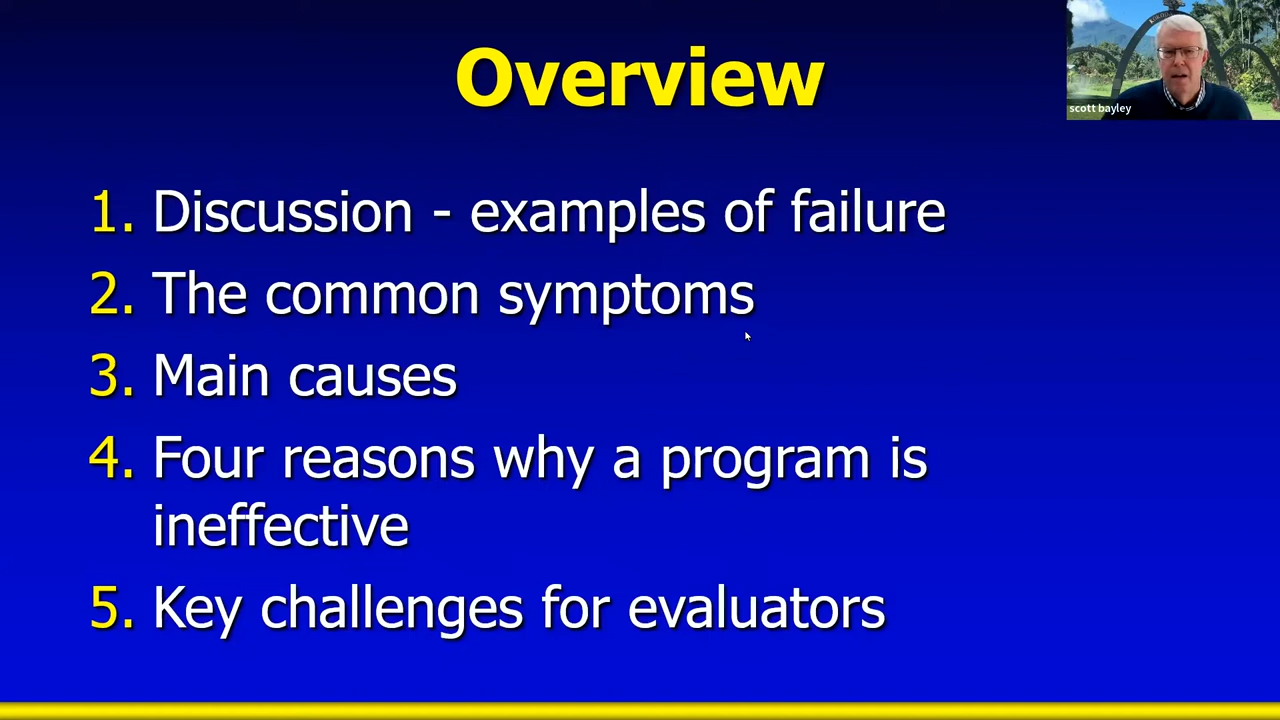 Overview
scott bayley
1. Discussion - examples of failure
2. The common symptoms
3. Main causes
4. Four reasons why a program is
ineffective
5. Key challenges for evaluators